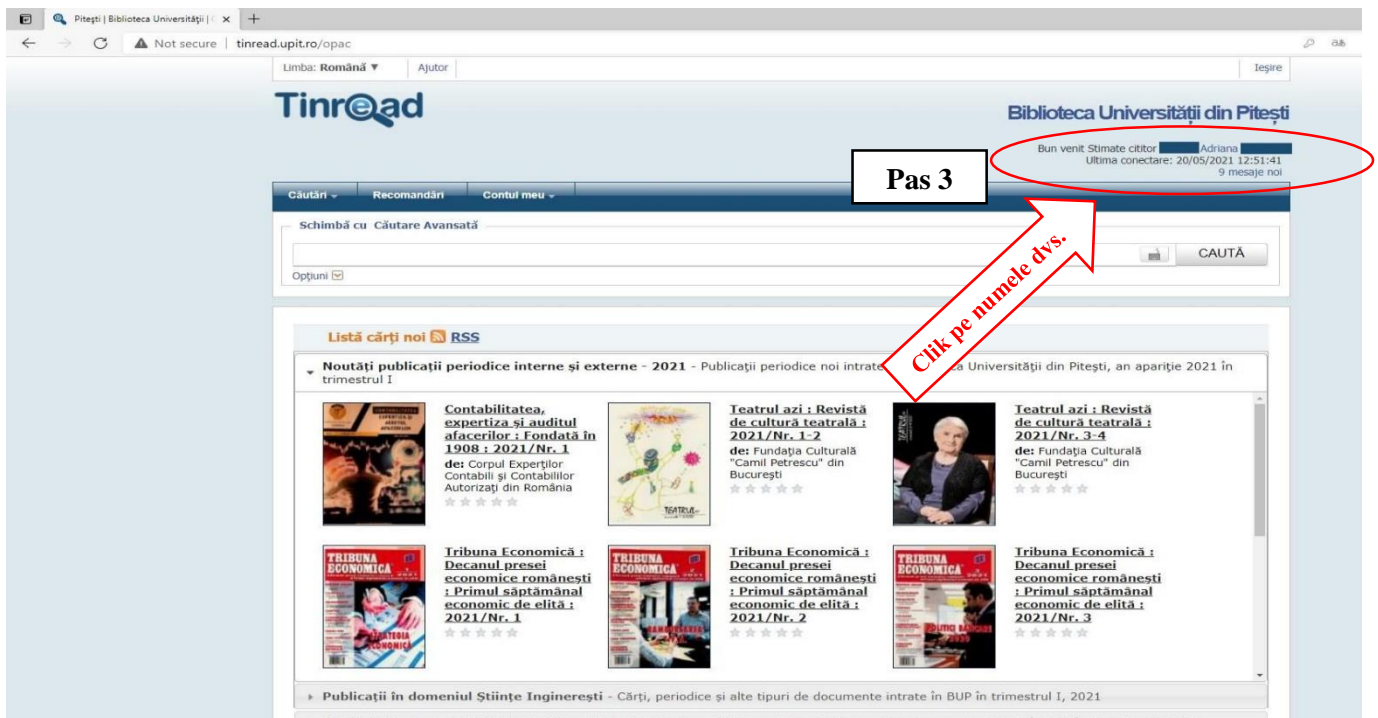 Pitești | Biblioteca Universității |
Not secure | tinread.upit.ro/opac
Limba: Română ▼ Ajutor Ieșire
Tinread
Biblioteca Universității din Pitești
Bun venit Stimate cititor Adriana
Ultima conectare: 20/05/2021 12:51:41
9 mesaje noi
Pas 3
Căutări Recomandări Contul meu
Schimbă cu Căutare Avansată
CAUTĂ
Opțiuni
Clik pe numele dvs.
Listă cărți noi RSS
Noutăți publicații periodice interne și externe - 2021 - Publicații periodice noi intrate Universității din Pitești, an apariție 2021 în
trimestrul I
Contabilitatea,
expertiza și auditul
afacerilor : Fondată în
1908 : 2021/Nr. 1
de: Corpul Experților
Contabili și Contabililor
Autorizați din România
Teatrul azi : Revistă
de cultură teatrală :
2021/Nr. 1-2
de: Fundația Culturală
"Camil Petrescu" din
București
TEATRUL
Teatrul azi : Revistă
de cultură teatrală :
2021/Nr. 3-4
de: Fundația Culturală
"Camil Petrescu" din
București
TRIBUNA
ECONOMICĂ
Tribuna Economică :
Decanul presei
economice românești
: Primul săptămânal
economic de elită :
2021/Nr. 1
TRIBUNA
ECONOMICĂ
Tribuna Economică :
Decanul presei
economice românești
: Primul săptămânal
economic de elită :
2021/Nr. 2
TRIBUNA
ECONOMICĂ
Tribuna Economică :
Decanul presei
economice românești
: Primul săptămânal
economic de elită :
2021/Nr. 3
Publicații în domeniul Științe Inginerești - Cărți, periodice și alte tipuri de documente intrate în BUP în trimestrul I, 2021